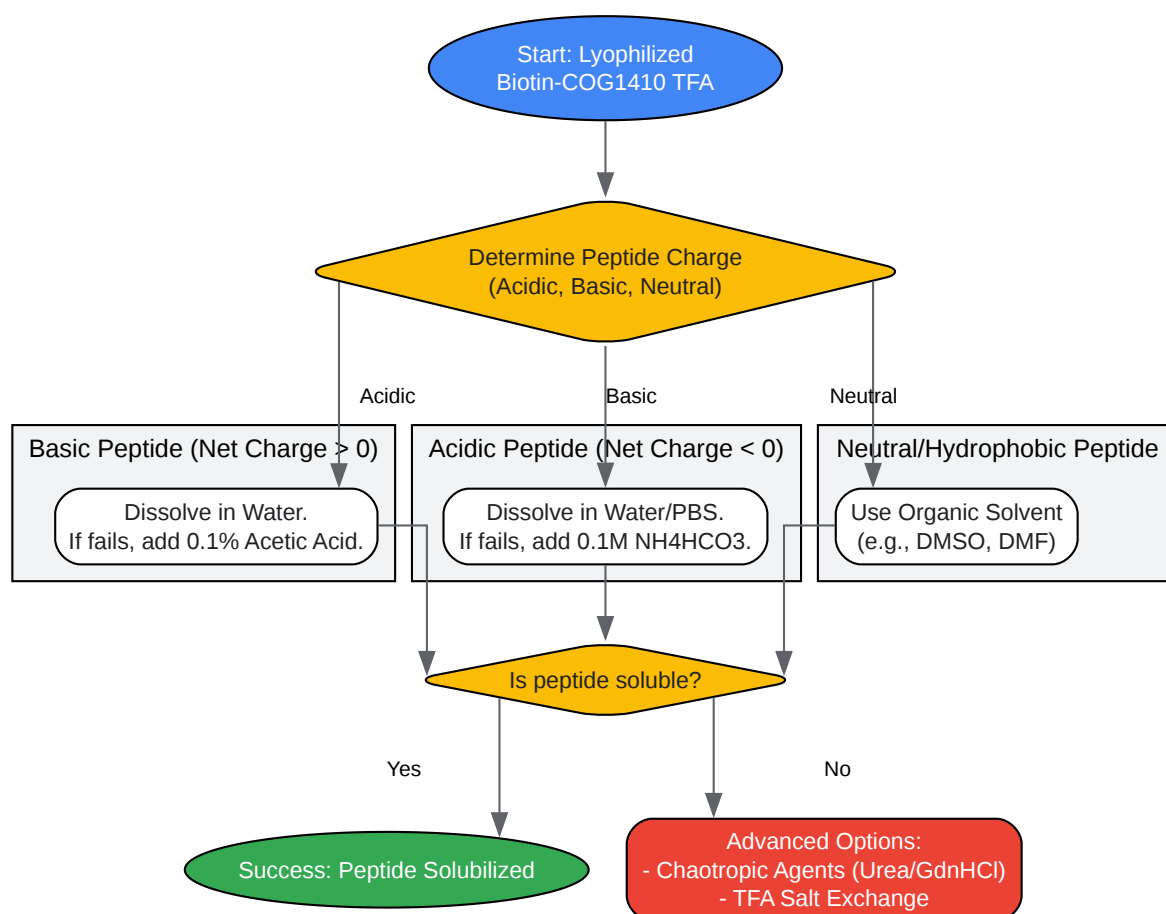 Start: Lyophilized
Biotin-COG1410 TFA
Determine Peptide Charge
(Acidic, Basic, Neutral)
Acidic
Basic
Neutral
Basic Peptide (Net Charge > 0)
Acidic Peptide (Net Charge < 0)
Neutral/Hydrophobic Peptide
Dissolve in Water.
If fails, add 0.1% Acetic Acid.
Dissolve in Water/PBS.
If fails, add 0.1M NH4HCO3.
Use Organic Solvent
(e.g., DMSO, DMF)
Is peptide soluble?
Yes
No
Success: Peptide Solubilized
Advanced Options:
- Chaotropic Agents (Urea/GdnHCl)
- TFA Salt Exchange